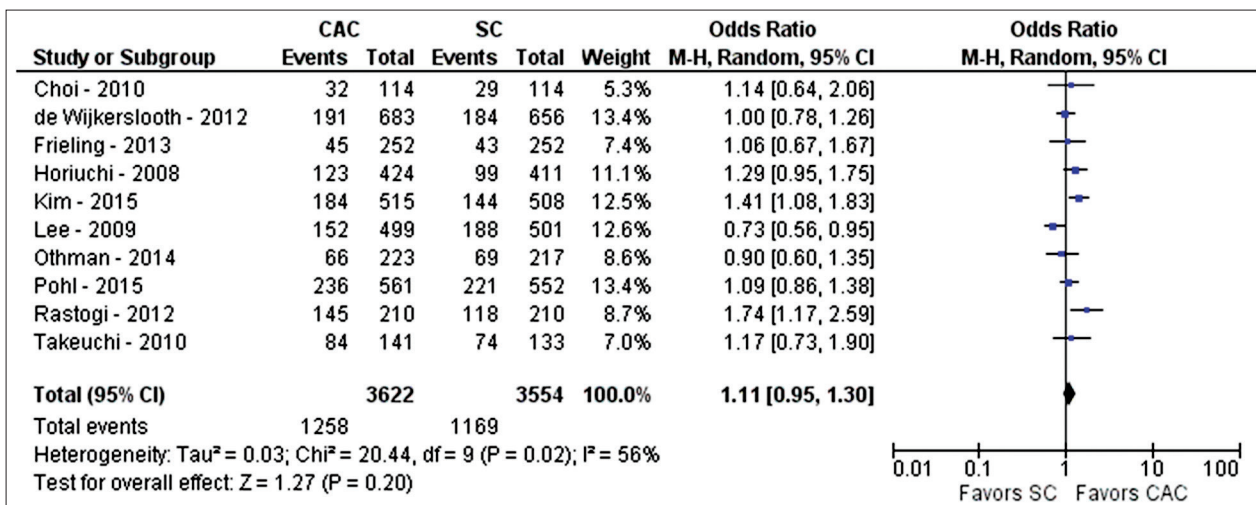 CAC SC Odds Ratio Odds Ratio
Study or Subgroup Events Total Events Total Weight M-H, Random, 95% CI M-H, Random, 95% CI
Choi - 2010 32 114 29 114 5.3% 1.14 [0.64, 2.06]
de Wijkerslooth - 2012 191 683 184 656 13.4% 1.00 [0.78, 1.26]
Frieling - 2013 45 252 43 252 7.4% 1.06 [0.67, 1.67]
Horiuchi - 2008 123 424 99 411 11.1% 1.29 [0.95, 1.75]
Kim - 2015 184 515 144 508 12.5% 1.41 [1.08, 1.83]
Lee - 2009 152 499 188 501 12.6% 0.73 [0.56, 0.95]
Othman - 2014 66 223 69 217 8.6% 0.90 [0.60, 1.35]
Pohl - 2015 236 561 221 552 13.4% 1.09 [0.86, 1.38]
Rastogi - 2012 145 210 118 210 8.7% 1.74 [1.17, 2.59]
Takeuchi - 2010 84 141 74 133 7.0% 1.17 [0.73, 1.90]
Total (95% CI) 3622 3554 100.0% 1.11 [0.95, 1.30]
Total events 1258 1169
Heterogeneity: Tau² = 0.03; Chi² = 20.44, df = 9 (P = 0.02); I² = 56%
Test for overall effect: Z = 1.27 (P = 0.20)
0.01 0.1 1 10 100
Favors SC Favors CAC